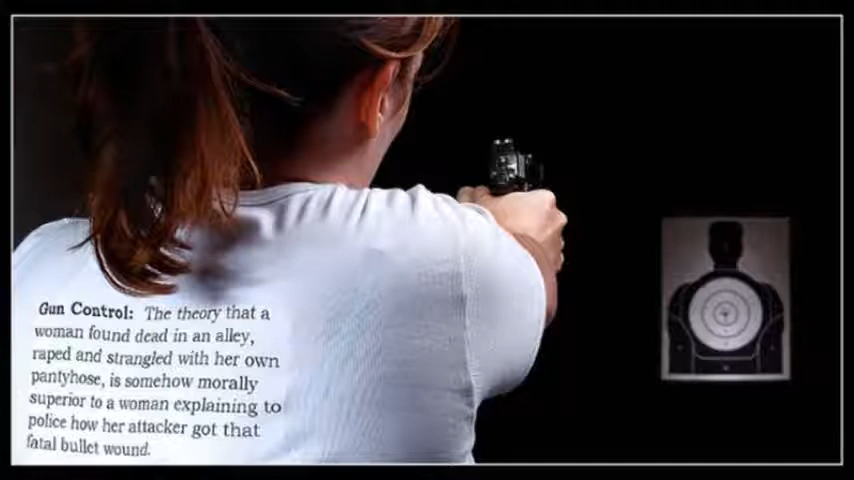 Gun Control: The theory that a
woman found dead in an alley,
raped and strangled with her own
pantyhose, is somehow morally
superior to a woman explaining to
police how her attacker got that
fatal bullet wound.